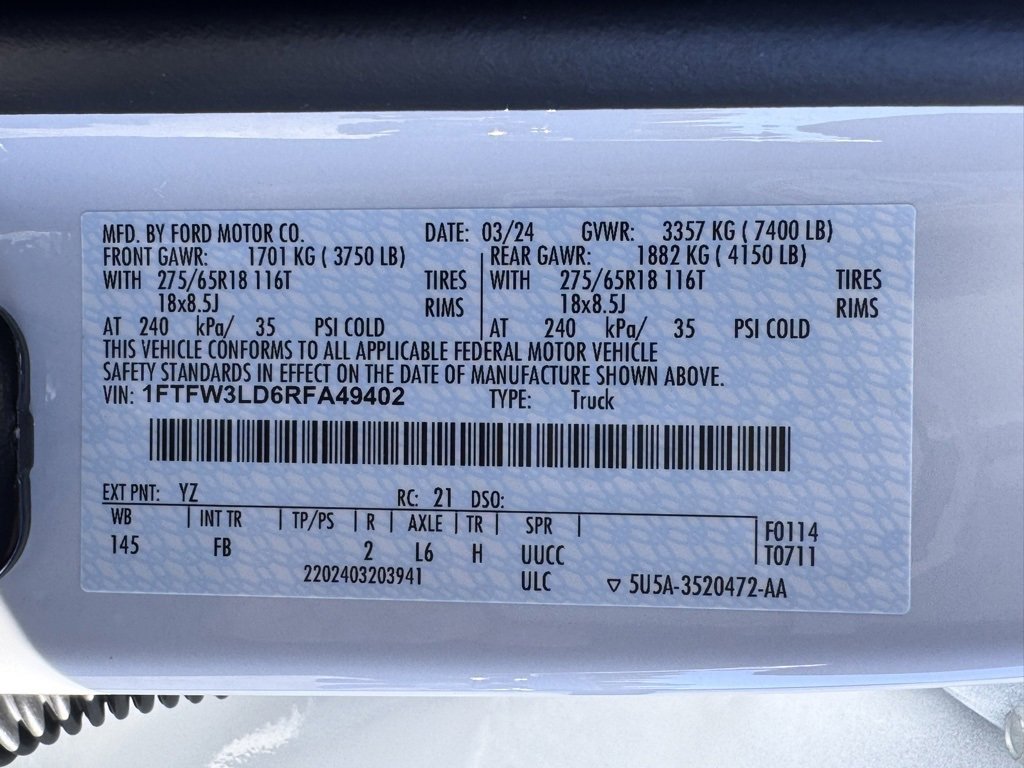 MFD. BY FORD MOTOR CO. DATE: 03/24 GVWR: 3357 KG ( 7400 LB)
FRONT GAWR: 1701 KG ( 3750 LB) REAR GAWR: 1882 KG ( 4150 LB)
WITH 275/65R18 116T TIRES WITH 275/65R18 116T TIRES
18x8.5J RIMS 18x8.5J RIMS
AT 240 kPa/ 35 PSI COLD AT 240 kPa/ 35 PSI COLD
THIS VEHICLE CONFORMS TO ALL APPLICABLE FEDERAL MOTOR VEHICLE
SAFETY STANDARDS IN EFFECT ON THE DATE OF MANUFACTURE SHOWN ABOVE.
VIN: 1FTFW3LD6RFA49402 TYPE: Truck
EXT PNT: YZ RC: 21 DSO:
WB INT TR TP/PS R AXLE TR SPR F0114
145 FB 2 L6 H UUCC T0711
2202403203941 ULC ▽ 5U5A-3520472-AA